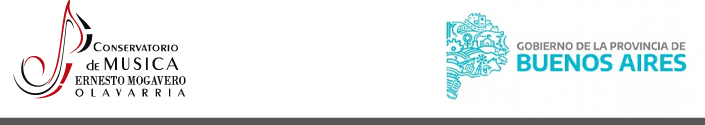 CONSERVATORIO
de MUSICA
ERNESTO MOGAVERO
OLAVARRIA
GOBIERNO DE LA PROVINCIA DE
BUENOS AIRES